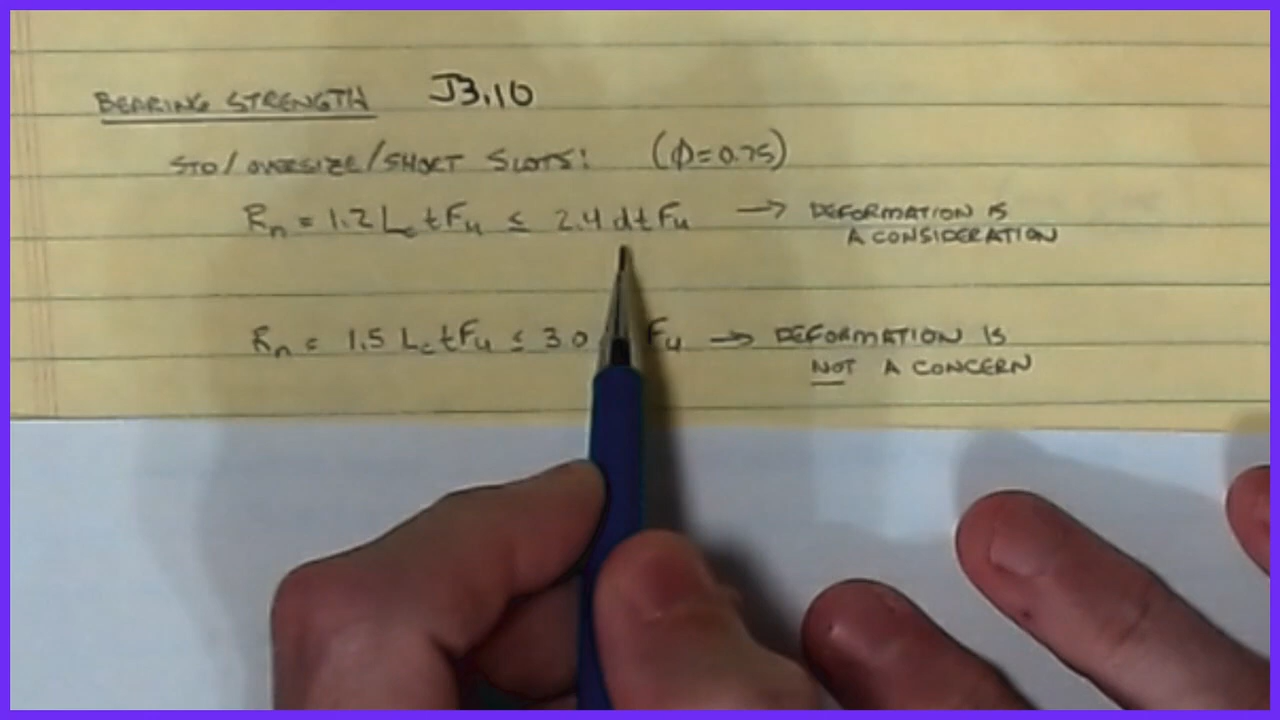 BEARING STRENGTH J3.10
STD/OVERSIZE/SHORT SLOTS: (Φ=0.75)
Rn = 1.2 Lc t Fu ≤ 2.4 d t Fu → DEFORMATION IS
A CONSIDERATION
Rn = 1.5 Lc t Fu ≤ 3.0 Fu → DEFORMATION IS
NOT A CONCERN